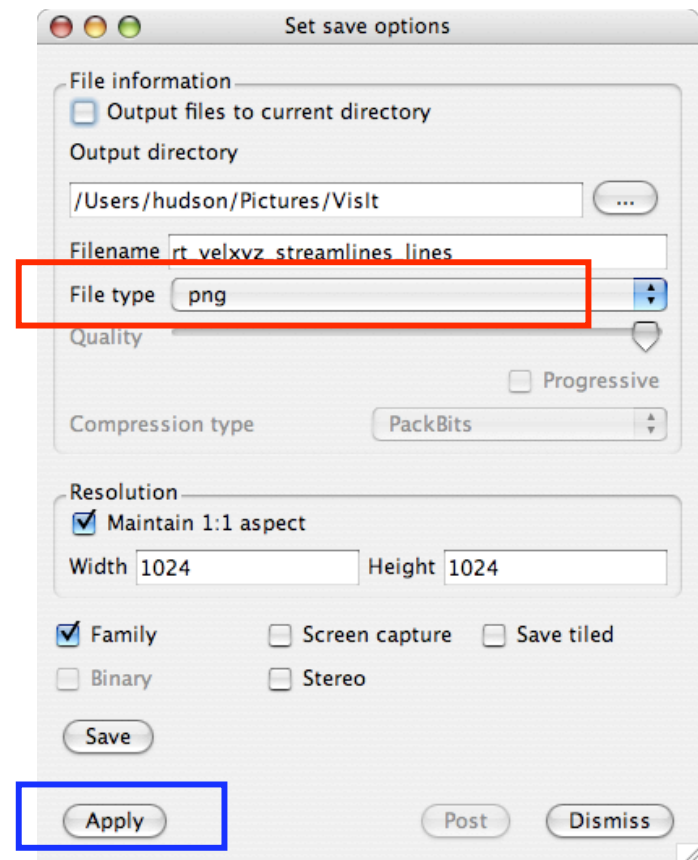 Set save options
File information
Output files to current directory
Output directory
/Users/hudson/Pictures/VisIt
...
Filename rt_velxyz_streamlines_lines
File type png
Quality
Progressive
Compression type PackBits
Resolution
Maintain 1:1 aspect
Width 1024 Height 1024
Family Screen capture Save tiled
Binary Stereo
Save
Apply Post Dismiss